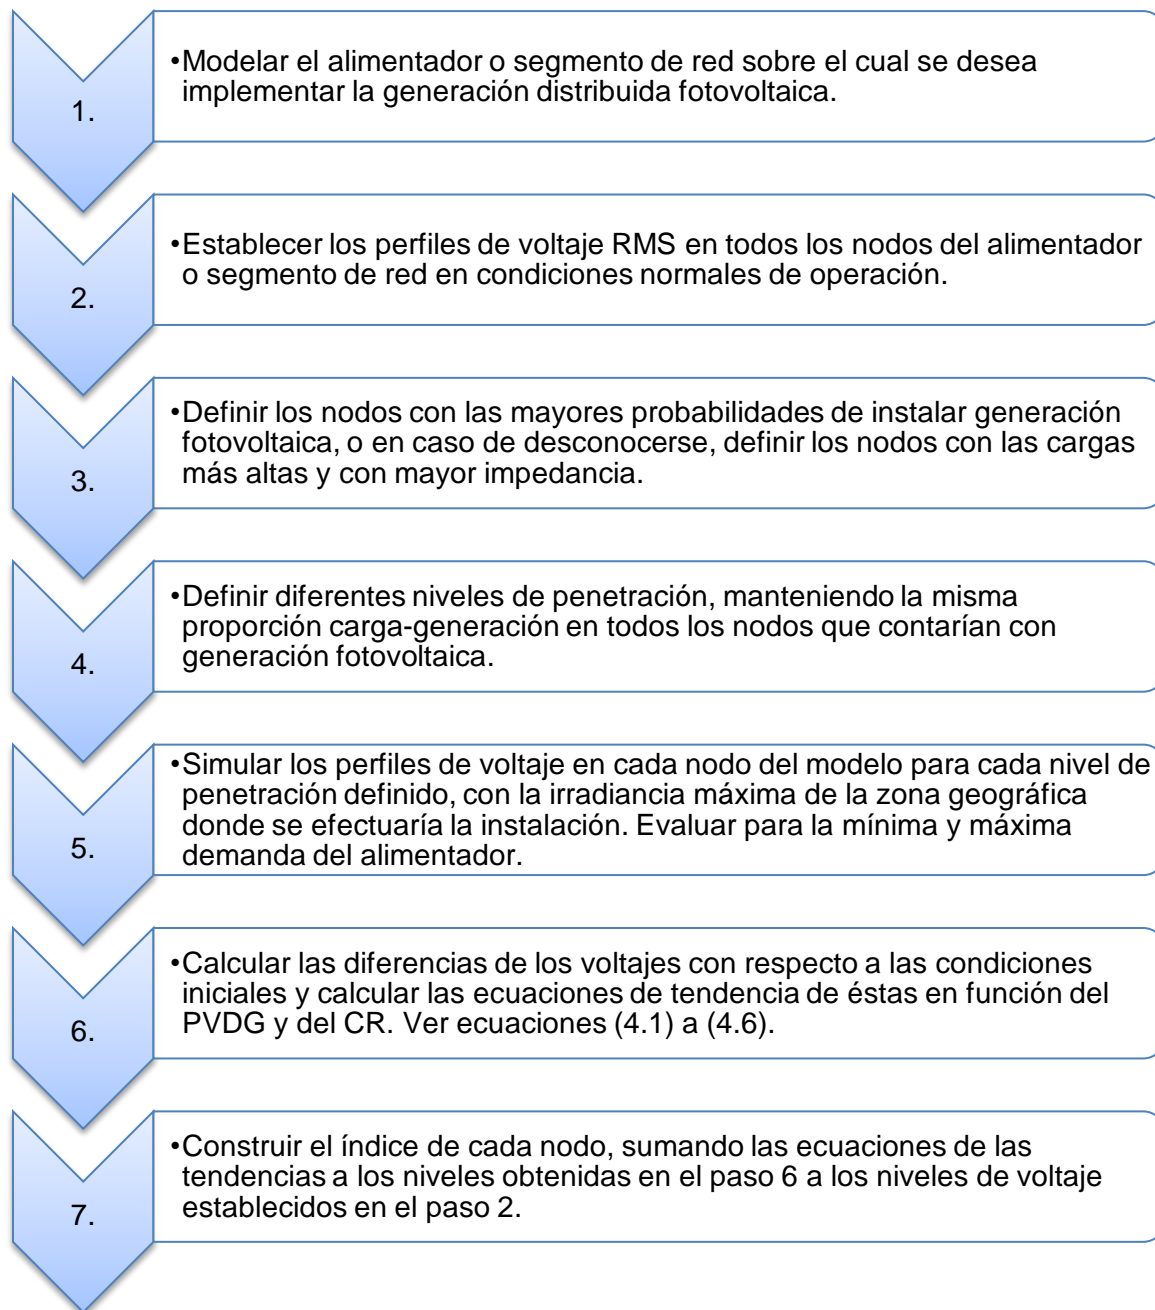 1.
•Modelar el alimentador o segmento de red sobre el cual se desea
implementar la generación distribuida fotovoltaica.
2.
•Establecer los perfiles de voltaje RMS en todos los nodos del alimentador
o segmento de red en condiciones normales de operación.
3.
•Definir los nodos con las mayores probabilidades de instalar generación
fotovoltaica, o en caso de desconocerse, definir los nodos con las cargas
más altas y con mayor impedancia.
4.
•Definir diferentes niveles de penetración, manteniendo la misma
proporción carga-generación en todos los nodos que contarían con
generación fotovoltaica.
5.
•Simular los perfiles de voltaje en cada nodo del modelo para cada nivel de
penetración definido, con la irradiancia máxima de la zona geográfica
donde se efectuaría la instalación. Evaluar para la mínima y máxima
demanda del alimentador.
6.
•Calcular las diferencias de los voltajes con respecto a las condiciones
iniciales y calcular las ecuaciones de tendencia de éstas en función del
PVDG y del CR. Ver ecuaciones (4.1) a (4.6).
7.
•Construir el índice de cada nodo, sumando las ecuaciones de las
tendencias a los niveles obtenidas en el paso 6 a los niveles de voltaje
establecidos en el paso 2.